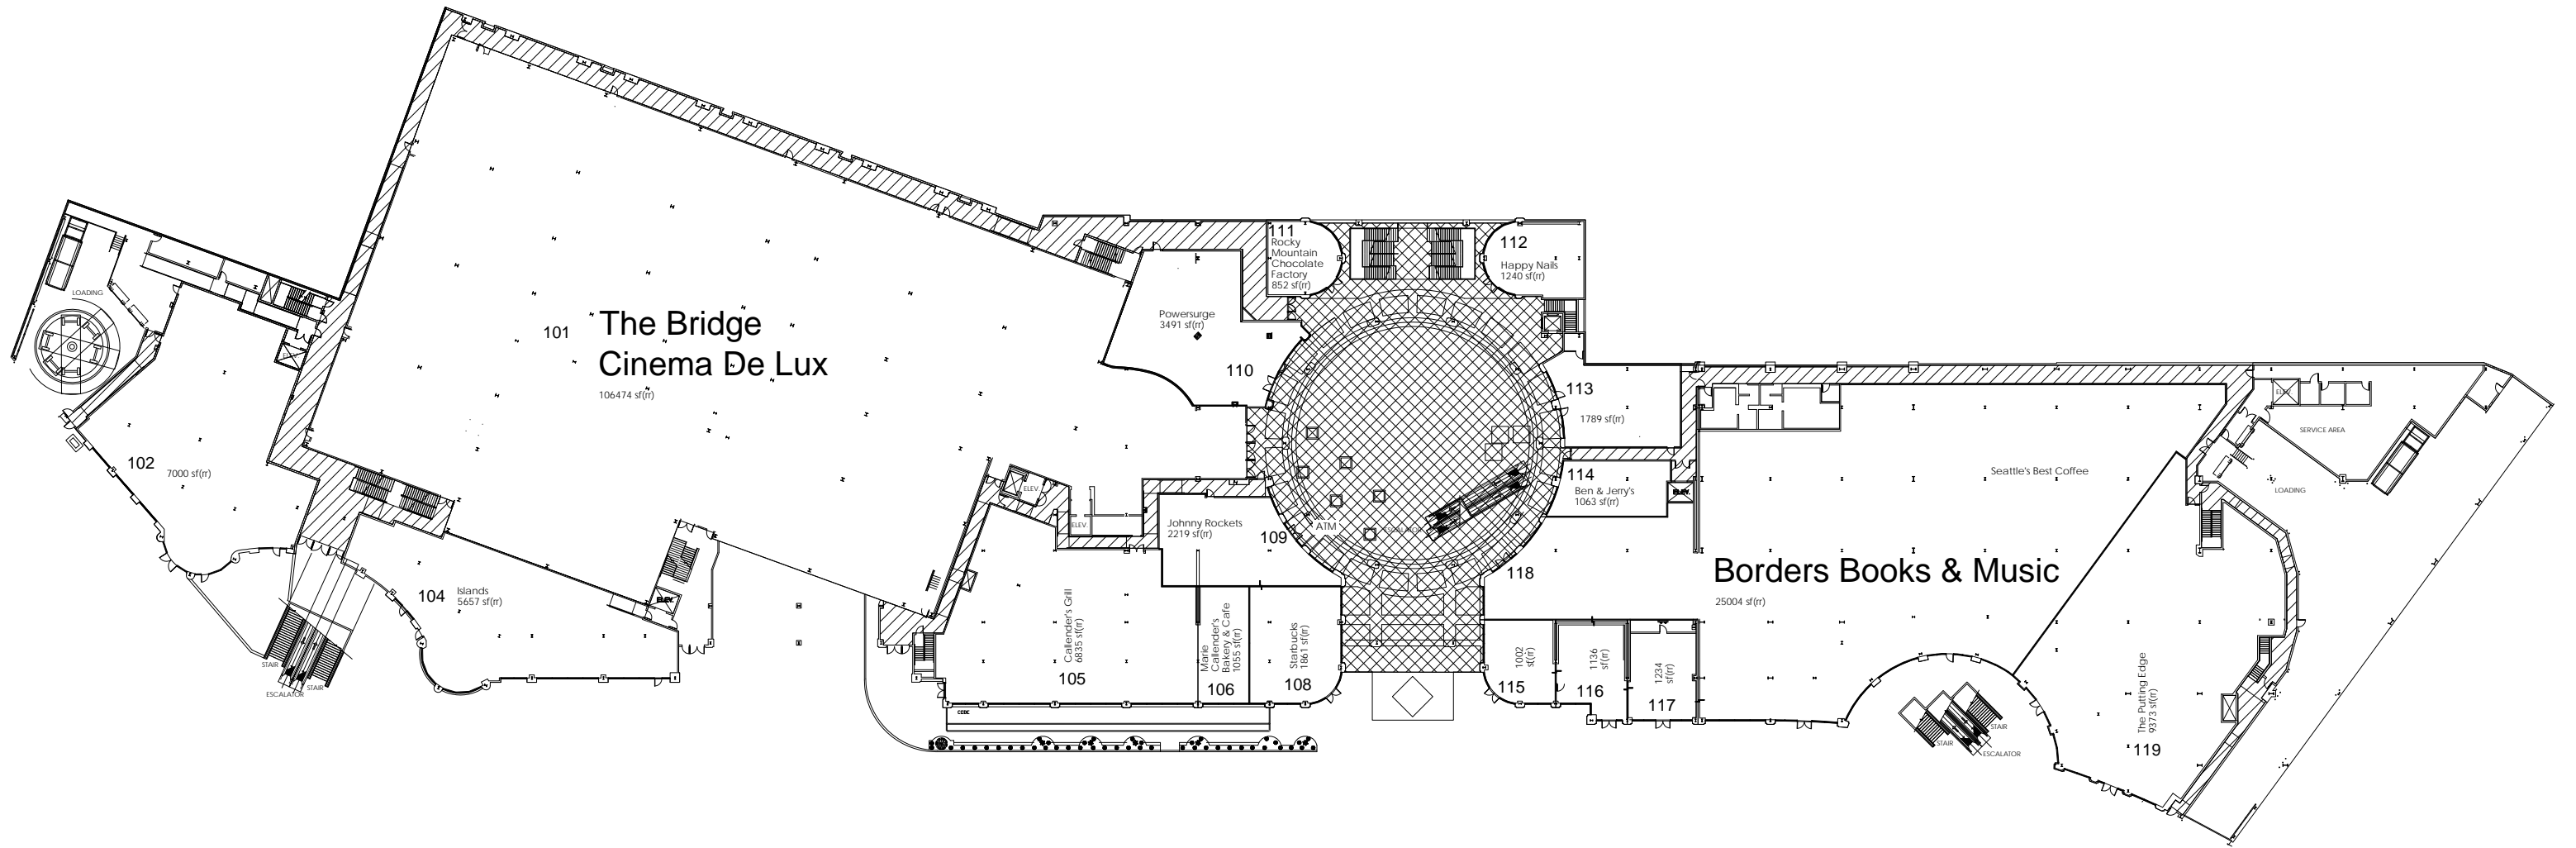 LOADING
ELEV.
102
7000 sf(rr)
101
The Bridge
Cinema De Lux
106474 sf(rr)
STAIR
ESCALATOR
STAIR
104
Islands
5657 sf(rr)
ELEV.
ELEV.
ELEV.
Callender's Grill
6835 sf(rr)
105
Marie
Callender's
Bakery & Cafe
1055 sf(rr)
106
Starbucks
1861 sf(rr)
108
Johnny Rockets
2219 sf(rr)
109
Powersurge
3491 sf(rr)
110
111
Rocky
Mountain
Chocolate
Factory
852 sf(rr)
112
Happy Nails
1240 sf(rr)
ATM
ESCALATOR
113
1789 sf(rr)
114
Ben & Jerry's
1063 sf(rr)
ELEV.
118
Borders Books & Music
25004 sf(rr)
Seattle's Best Coffee
1002
sf(rr)
115
1136
sf(rr)
116
1234
sf(rr)
117
STAIR
STAIR
ESCALATOR
The Putting Edge
9373 sf(rr)
119
ELEV.
SERVICE AREA
LOADING